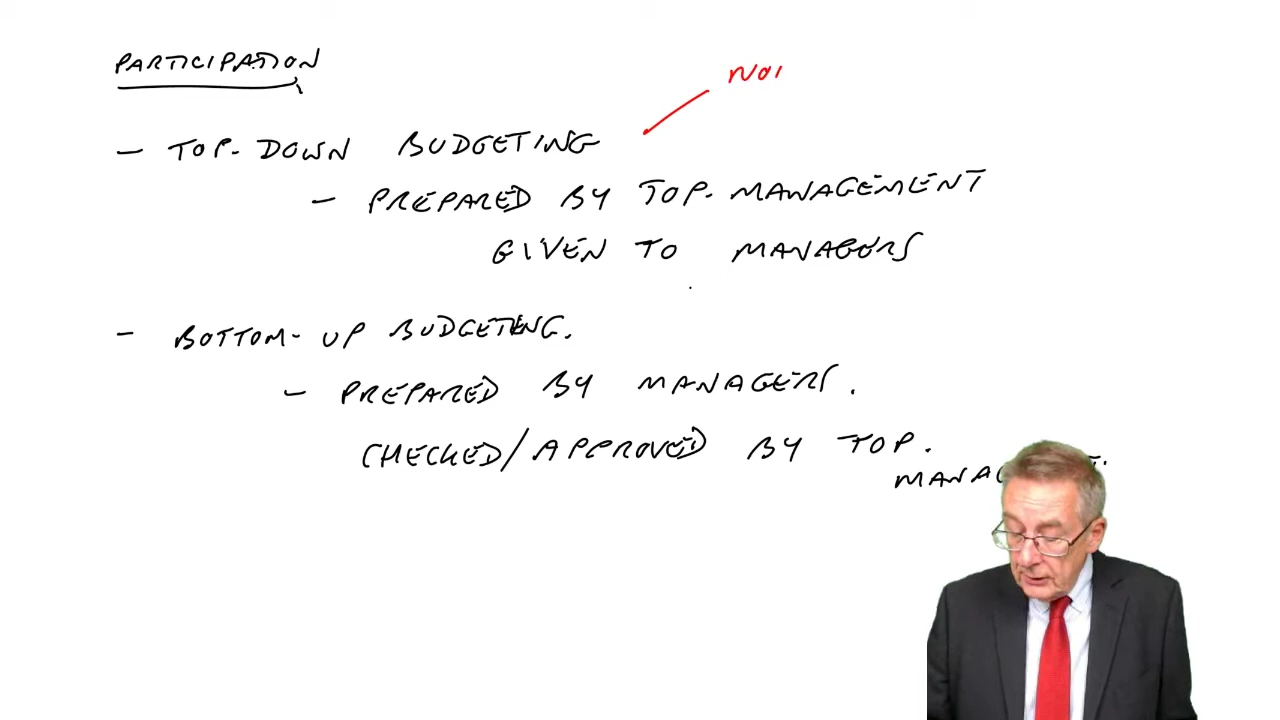 PARTICIPATION
- TOP-DOWN BUDGETING
- PREPARED BY TOP-MANAGEMENT
GIVEN TO MANAGERS
- BOTTOM-UP BUDGETING.
- PREPARED BY MANAGERS.
CHECKED/APPROVED BY TOP.